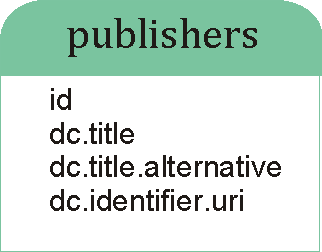 publishers
id
dc.title
dc.title.alternative
dc.identifier.uri